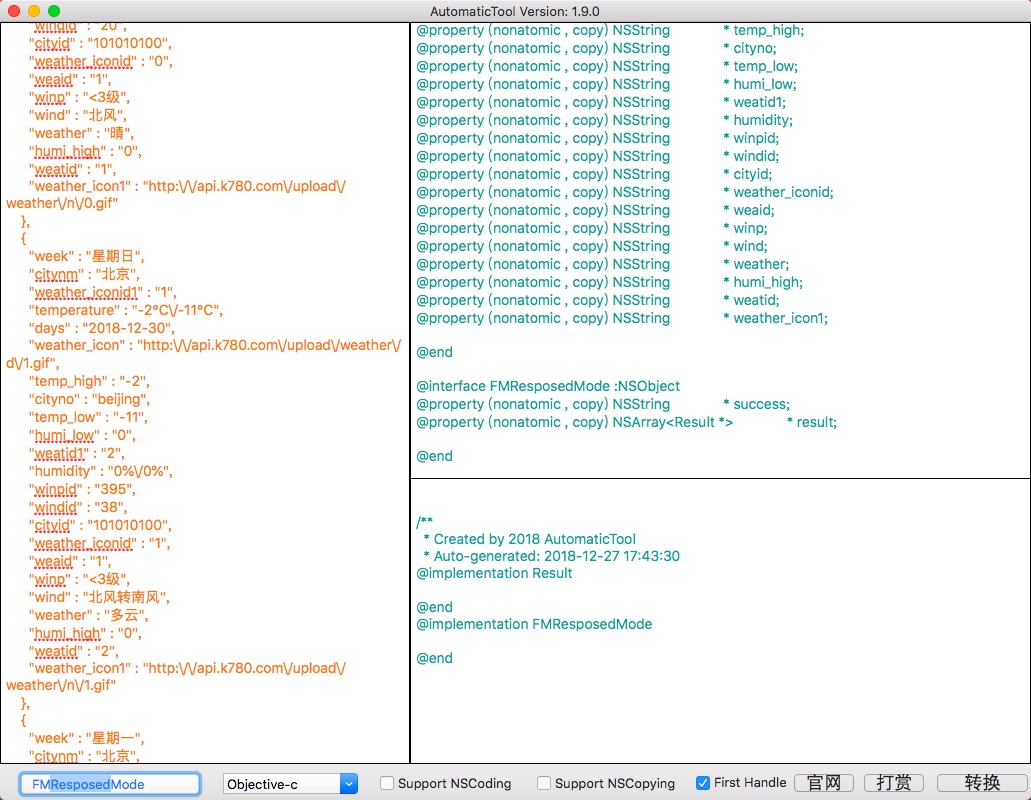 AutomaticTool Version: 1.9.0
"windid" : "20",
"cityid" : "101010100",
"weather_iconid" : "0",
"weaid" : "1",
"winp" : "<3级",
"wind" : "北风",
"weather" : "晴",
"humi_high" : "0",
"weatid" : "1",
"weather_icon1" : "http:\/\/api.k780.com\/upload\/
weather\/n\/0.gif"
},
{
"week" : "星期日",
"citynm" : "北京",
"weather_iconid1" : "1",
"temperature" : "-2℃\/-11℃",
"days" : "2018-12-30",
"weather_icon" : "http:\/\/api.k780.com\/upload\/weather\/
d\/1.gif",
"temp_high" : "-2",
"cityno" : "beijing",
"temp_low" : "-11",
"humi_low" : "0",
"weatid1" : "2",
"humidity" : "0%\/0%",
"winpid" : "395",
"windid" : "38",
"cityid" : "101010100",
"weather_iconid" : "1",
"weaid" : "1",
"winp" : "<3级",
"wind" : "北风转南风",
"weather" : "多云",
"humi_high" : "0",
"weatid" : "2",
"weather_icon1" : "http:\/\/api.k780.com\/upload\/
weather\/n\/1.gif"
},
{
"week" : "星期一",
"citynm" : "北京",
@property (nonatomic , copy) NSString * temp_high;
@property (nonatomic , copy) NSString * cityno;
@property (nonatomic , copy) NSString * temp_low;
@property (nonatomic , copy) NSString * humi_low;
@property (nonatomic , copy) NSString * weatid1;
@property (nonatomic , copy) NSString * humidity;
@property (nonatomic , copy) NSString * winpid;
@property (nonatomic , copy) NSString * windid;
@property (nonatomic , copy) NSString * cityid;
@property (nonatomic , copy) NSString * weather_iconid;
@property (nonatomic , copy) NSString * weaid;
@property (nonatomic , copy) NSString * winp;
@property (nonatomic , copy) NSString * wind;
@property (nonatomic , copy) NSString * weather;
@property (nonatomic , copy) NSString * humi_high;
@property (nonatomic , copy) NSString * weatid;
@property (nonatomic , copy) NSString * weather_icon1;
@end
@interface FMResposedMode :NSObject
@property (nonatomic , copy) NSString * success;
@property (nonatomic , copy) NSArray<Result *> * result;
@end
/**
* Created by 2018 AutomaticTool
* Auto-generated: 2018-12-27 17:43:30
@implementation Result
@end
@implementation FMResposedMode
@end
FMResposedMode Objective-c Support NSCoding Support NSCopying First Handle 官网 打赏 转换